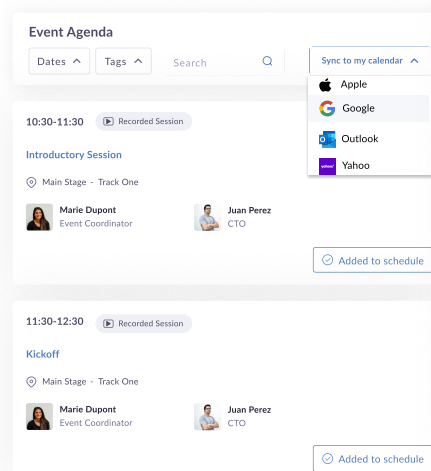 Event Agenda
Dates
Tags
Search
Sync to my calendar
Apple
Google
Outlook
yahoo!
Yahoo
10:30-11:30
Recorded Session
Introductory Session
Main Stage - Track One
Marie Dupont
Event Coordinator
Juan Perez
CTO
Added to schedule
11:30-12:30
Recorded Session
Kickoff
Main Stage - Track One
Marie Dupont
Event Coordinator
Juan Perez
CTO
Added to schedule